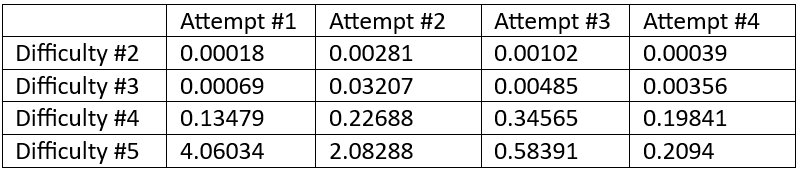 Attempt #1 Attempt #2 Attempt #3 Attempt #4
Difficulty #2 0.00018 0.00281 0.00102 0.00039
Difficulty #3 0.00069 0.03207 0.00485 0.00356
Difficulty #4 0.13479 0.22688 0.34565 0.19841
Difficulty #5 4.06034 2.08288 0.58391 0.2094